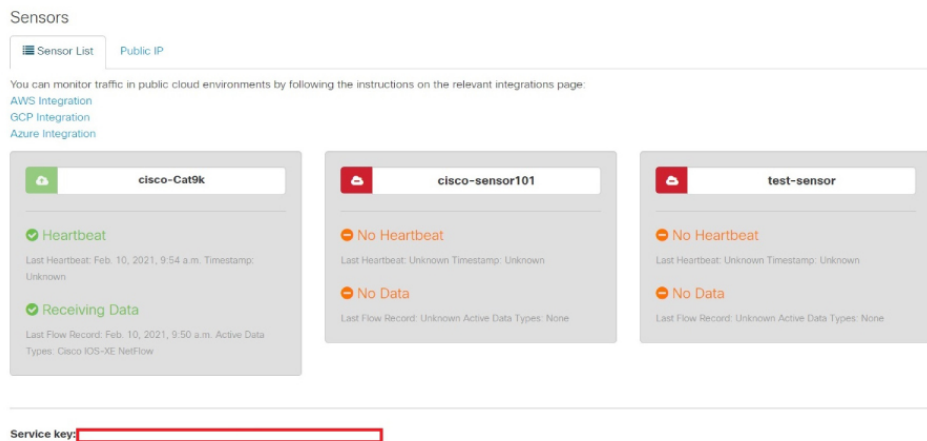 Sensors
Sensor List
Public IP
You can monitor traffic in public cloud environments by following the instructions on the relevant integrations page:
AWS Integration
GCP Integration
Azure Integration
cisco-Cat9k
Heartbeat
Last Heartbeat: Feb. 10, 2021, 9:54 a.m. Timestamp:
Unknown
Receiving Data
Last Flow Record: Feb. 10, 2021, 9:50 a.m. Active Data
Types: Cisco IOS-XE NetFlow
cisco-sensor101
No Heartbeat
Last Heartbeat: Unknown Timestamp: Unknown
No Data
Last Flow Record: Unknown Active Data Types: None
test-sensor
No Heartbeat
Last Heartbeat: Unknown Timestamp: Unknown
No Data
Last Flow Record: Unknown Active Data Types: None
Service key: